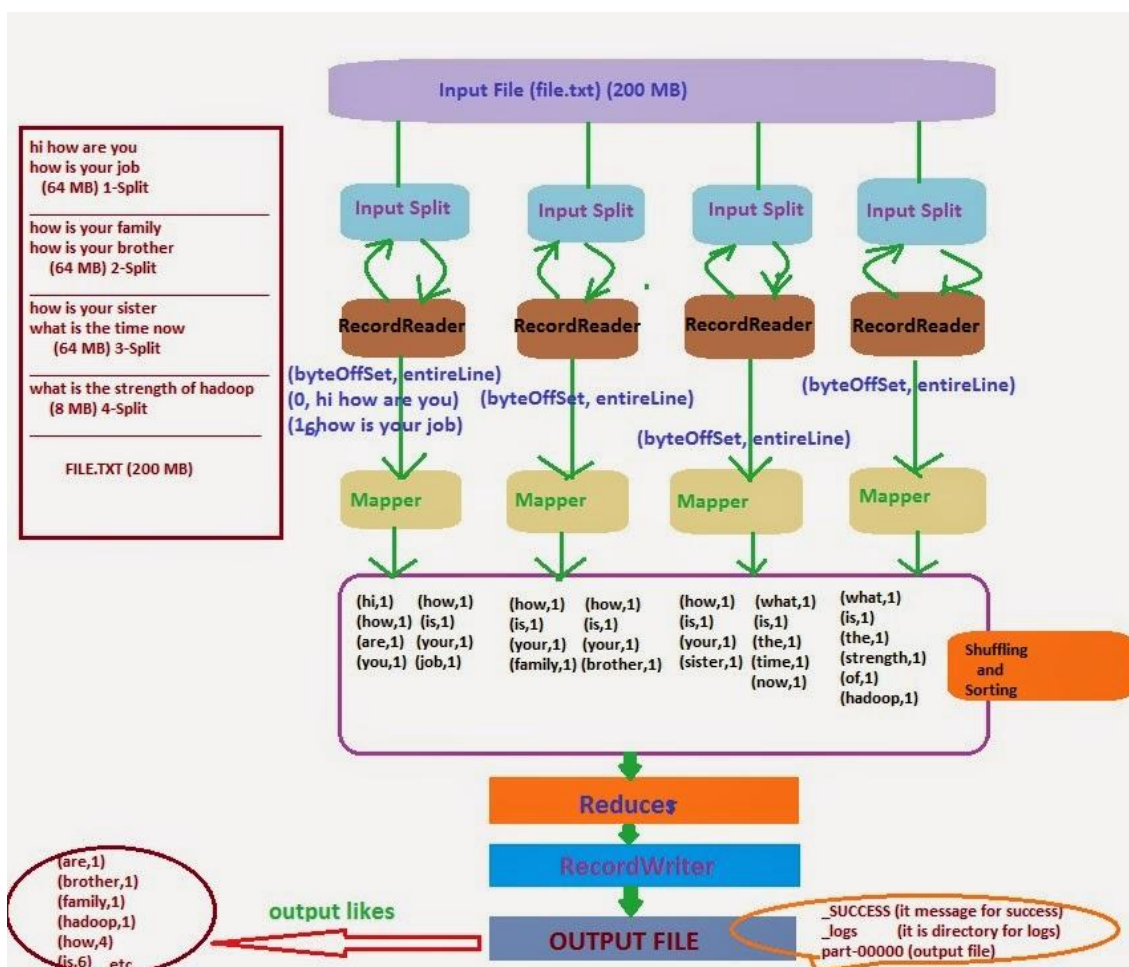 Input File (file.txt) (200 MB)
hi how are you
how is your job
(64 MB) 1-Split
how is your family
how is your brother
(64 MB) 2-Split
how is your sister
what is the time now
(64 MB) 3-Split
what is the strength of hadoop
(8 MB) 4-Split
FILE.TXT (200 MB)
Input Split
Input Split
Input Split
Input Split
RecordReader
RecordReader
RecordReader
RecordReader
(byteOffSet, entireLine)
(0, hi how are you)
(16,how is your job)
(byteOffSet, entireLine)
(byteOffSet, entireLine)
(byteOffSet, entireLine)
Mapper
Mapper
Mapper
Mapper
(hi,1) (how,1)
(how,1) (is,1)
(are,1) (your,1)
(you,1) (job,1)
(how,1) (how,1)
(is,1) (is,1)
(your,1) (your,1)
(family,1) (brother,1)
(how,1) (what,1)
(is,1) (is,1)
(your,1) (the,1)
(sister,1) (time,1)
(now,1)
(what,1)
(is,1)
(the,1)
(strength,1)
(of,1)
(hadoop,1)
Shuffling
and
Sorting
RecordWriter
OUTPUT FILE
output likes
(are,1)
(brother,1)
(family,1)
(hadoop,1)
(how,4)
(is,6) etc
_SUCCESS (it message for success)
_logs (it is directory for logs)
part-00000 (output file)